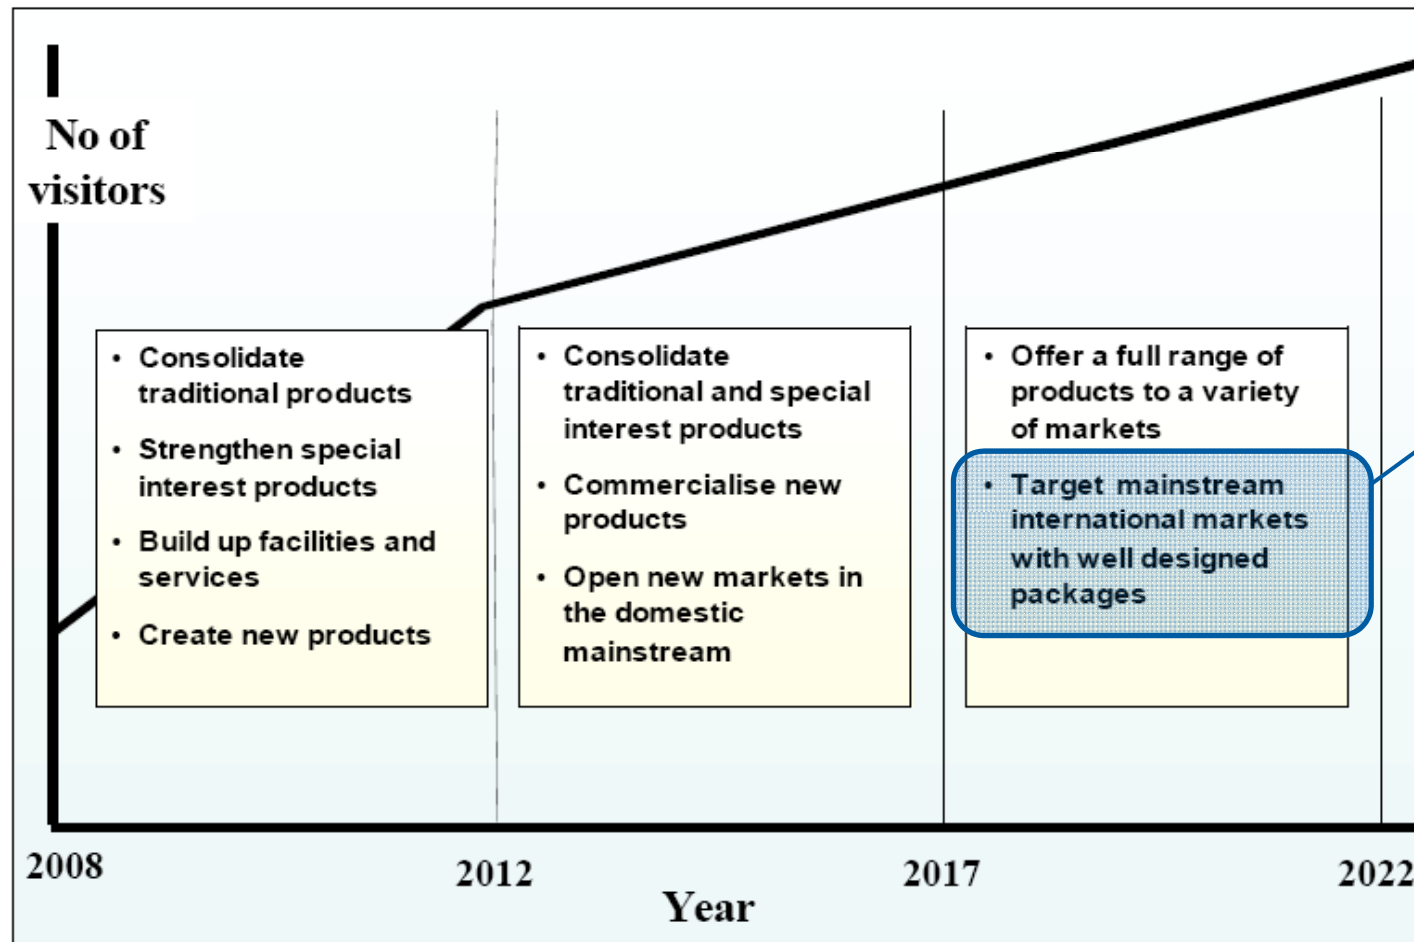 No of
visitors
• Consolidate
traditional products
• Strengthen special
interest products
• Build up facilities and
services
• Create new products
• Consolidate
traditional and special
interest products
• Commercialise new
products
• Open new markets in
the domestic
mainstream
• Offer a full range of
products to a variety
of markets
• Target mainstream
international markets
with well designed
packages
2008
2012
2017
2022
Year